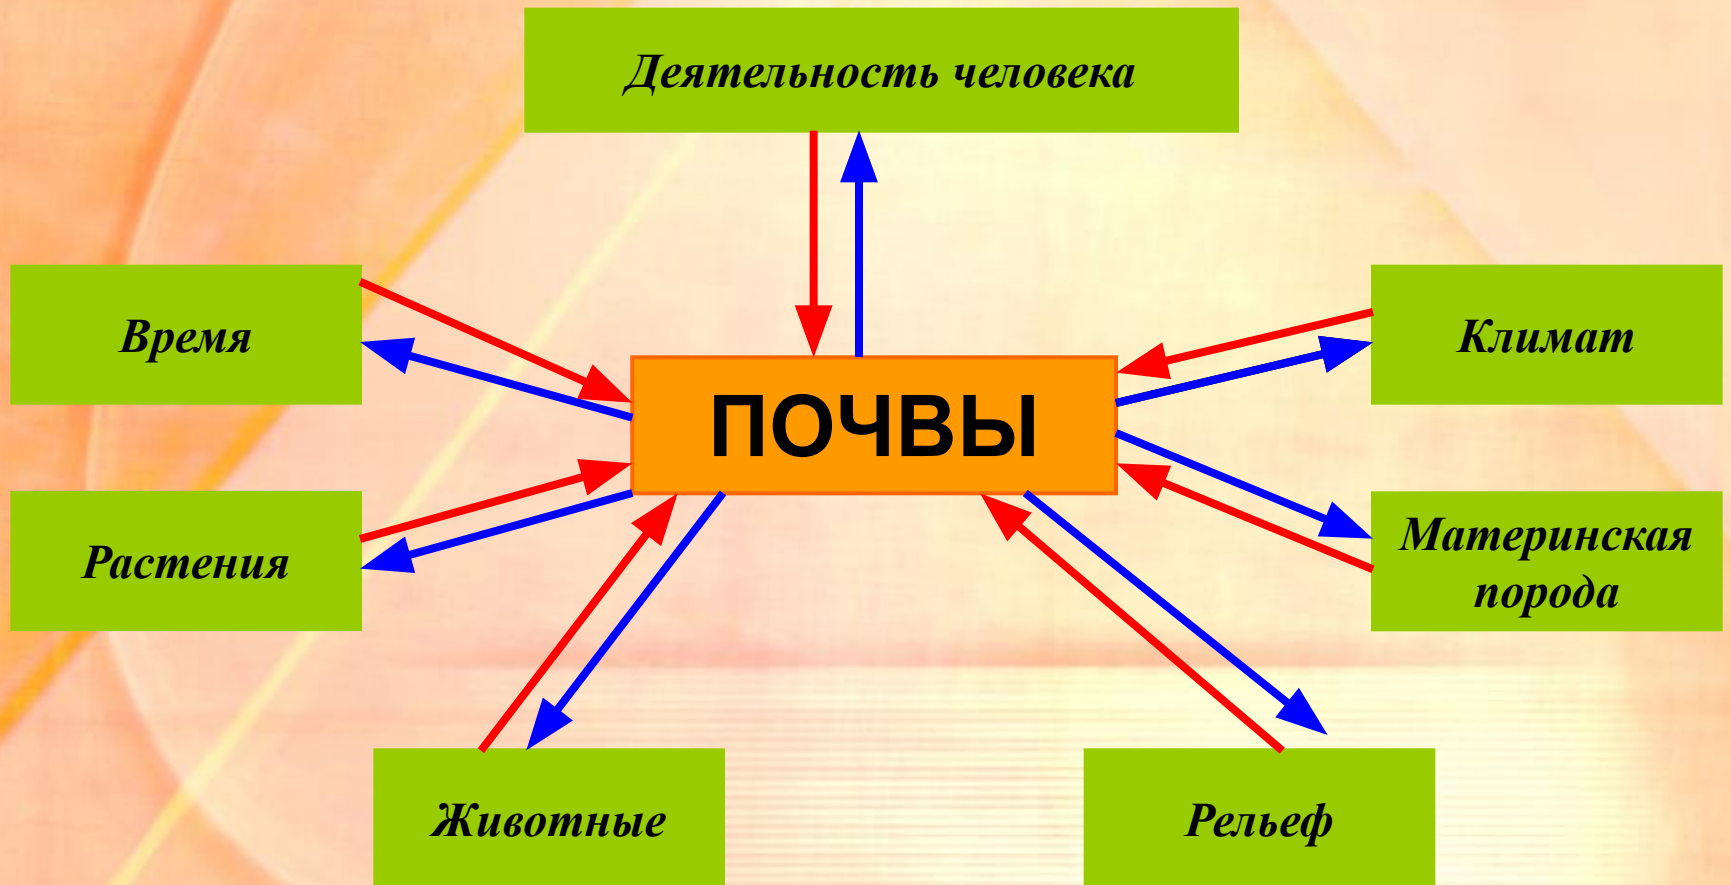 Деятельность человека
Время
Климат
ПОЧВЫ
Растения
Материнская
порода
Животные
Рельеф